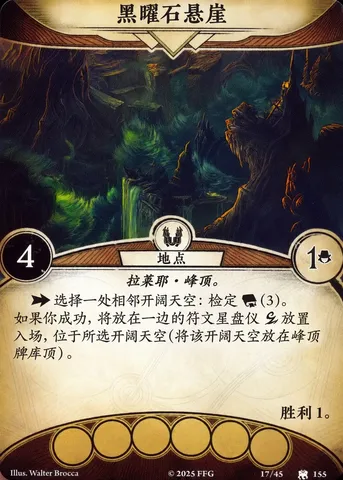 黑曜石悬崖
4
地点
1
拉莱耶·峰顶。
选择一处相邻开阔天空：检定 (3)。
如果你成功，将放在一边的符文星盘仪 放置
入场，位于所选开阔天空(将该开阔天空放在峰顶
牌库顶)。
胜利 1。
Illus. Walter Brocca
© 2025 FFG
17/45
155